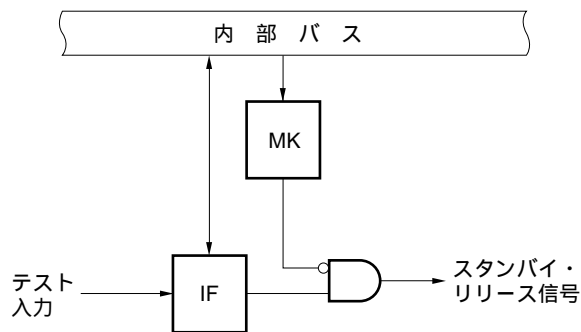 内部バス
MK
テスト
入力
IF
スタンバイ・
リリース信号